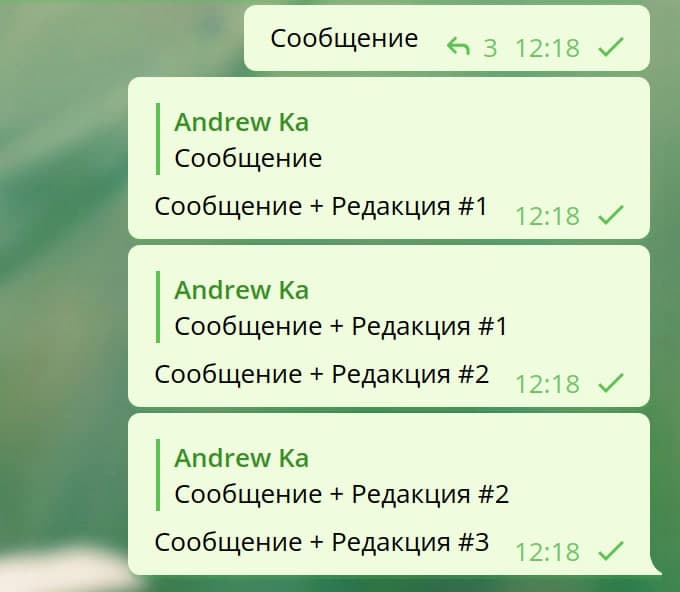 Сообщение 3 12:18
Andrew Ka
Сообщение
Сообщение + Редакция #1 12:18
Andrew Ka
Сообщение + Редакция #1
Сообщение + Редакция #2 12:18
Andrew Ka
Сообщение + Редакция #2
Сообщение + Редакция #3 12:18